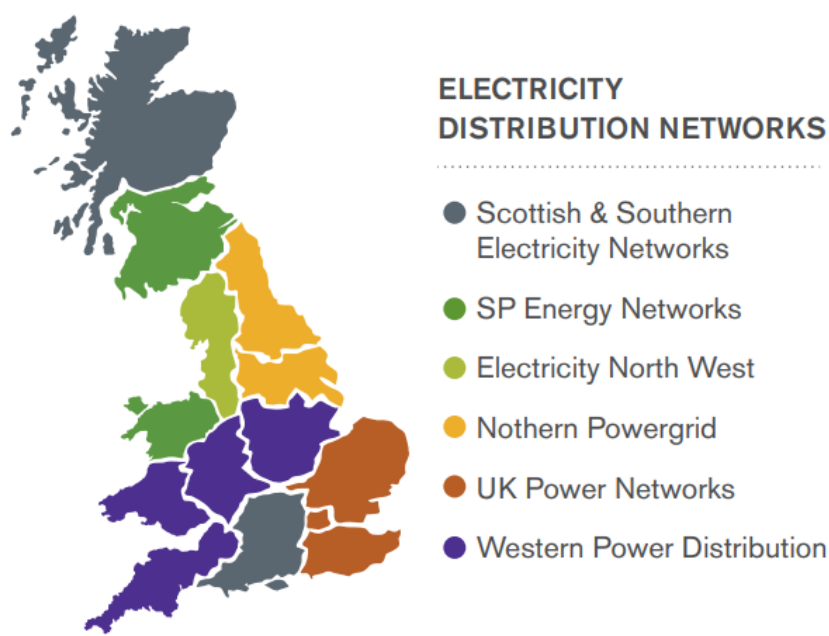 ELECTRICITY
DISTRIBUTION NETWORKS
Scottish & Southern
Electricity Networks
SP Energy Networks
Electricity North West
Nothern Powergrid
UK Power Networks
Western Power Distribution